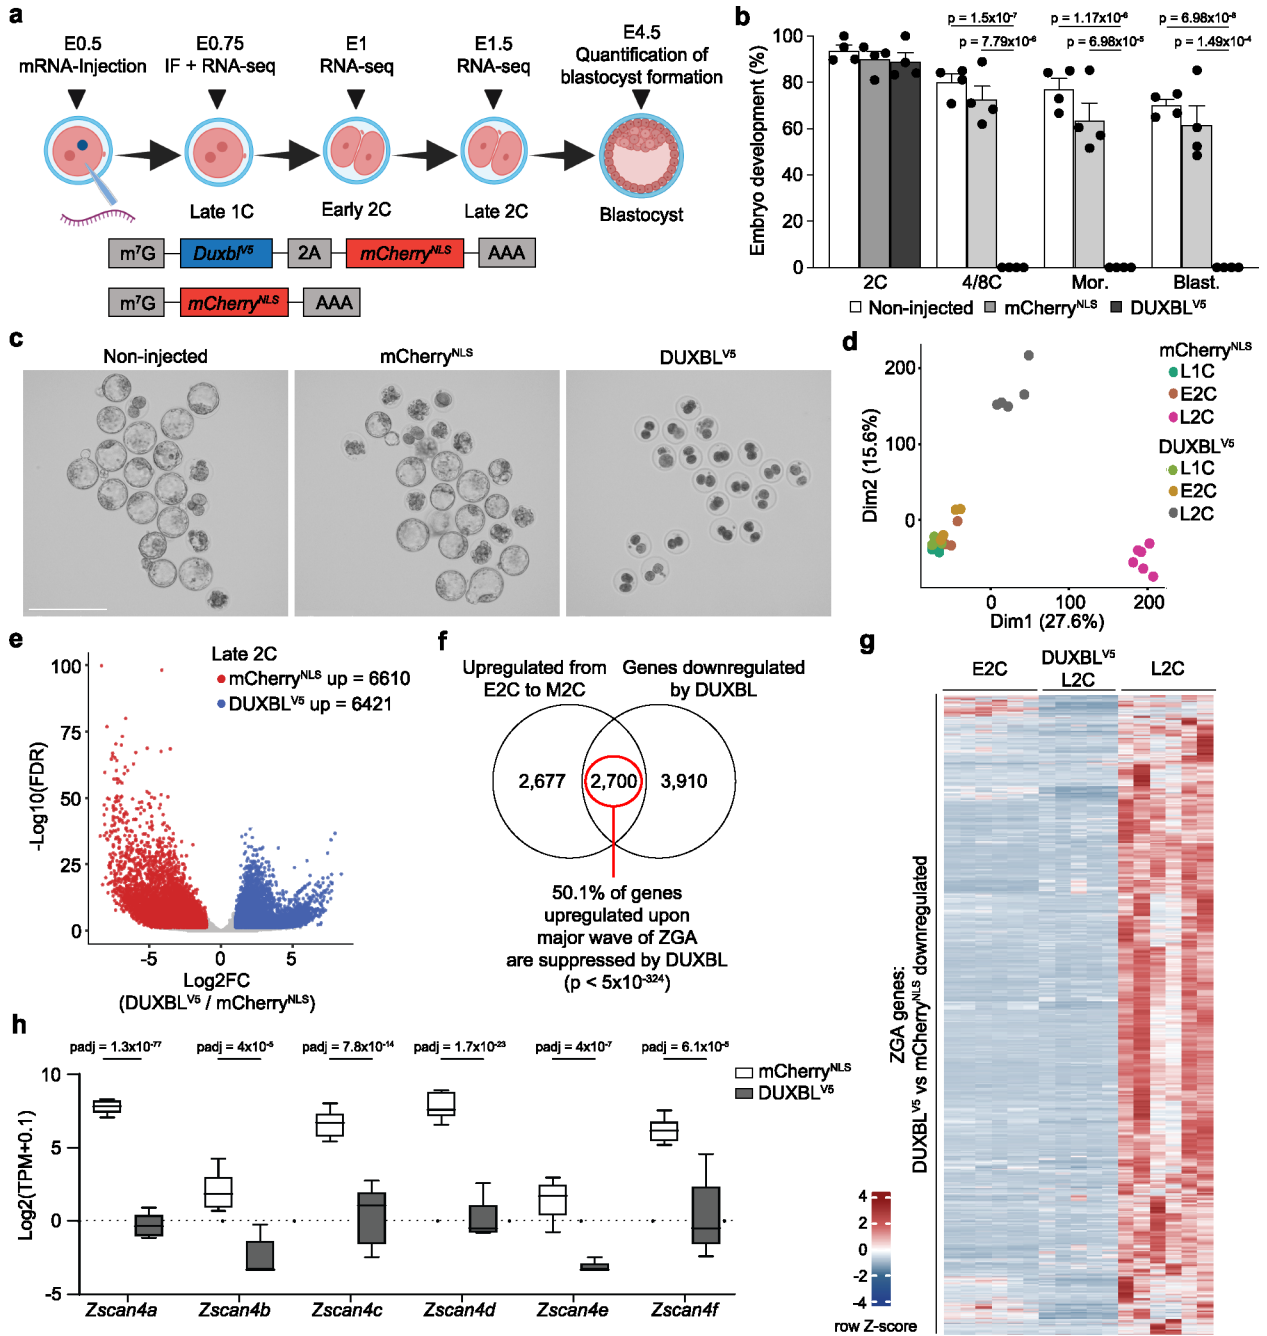 a
E0.5
mRNA-Injection
E0.75
IF + RNA-seq
E1
RNA-seq
E1.5
RNA-seq
E4.5
Quantification of
blastocyst formation
Late 1C
Early 2C
Late 2C
Blastocyst
m⁷G
Duxblⱽ⁵
2A
mCherryᴺᴸˢ
AAA
m⁷G
mCherryᴺᴸˢ
AAA
b
p = 1.5x10⁻⁷
p = 7.79x10⁻⁶
p = 1.17x10⁻⁶
p = 6.98x10⁻⁵
p = 6.98x10⁻⁸
p = 1.49x10⁻⁴
Embryo development (%)
100
80
60
40
20
0
2C
4/8C
Mor.
Blast.
Non-injected
mCherryᴺᴸˢ
DUXBLⱽ⁵
c
Non-injected
mCherryᴺᴸˢ
DUXBLⱽ⁵
d
Dim2 (15.6%)
200
100
0
0
100
200
Dim1 (27.6%)
mCherryᴺᴸˢ
L1C
E2C
L2C
DUXBLⱽ⁵
L1C
E2C
L2C
e
Late 2C
mCherryᴺᴸˢ up = 6610
DUXBLⱽ⁵ up = 6421
-Log10(FDR)
100
75
50
25
0
-5
0
5
Log2FC
(DUXBLⱽ⁵ / mCherryᴺᴸˢ)
f
Upregulated from
E2C to M2C
Genes downregulated
by DUXBL
2,677
2,700
3,910
50.1% of genes
upregulated upon
major wave of ZGA
are suppressed by DUXBL
(p < 5x10⁻³²⁴)
g
E2C
DUXBLⱽ⁵
L2C
L2C
ZGA genes:
DUXBLⱽ⁵ vs mCherryᴺᴸˢ downregulated
4
2
0
-2
-4
row Z-score
h
padj = 1.3x10⁻⁷⁷
padj = 4x10⁻⁵
padj = 7.8x10⁻¹⁴
padj = 1.7x10⁻²³
padj = 4x10⁻⁷
padj = 6.1x10⁻⁸
mCherryᴺᴸˢ
DUXBLⱽ⁵
Log2(TPM+0.1)
10
5
0
-5
Zscan4a
Zscan4b
Zscan4c
Zscan4d
Zscan4e
Zscan4f